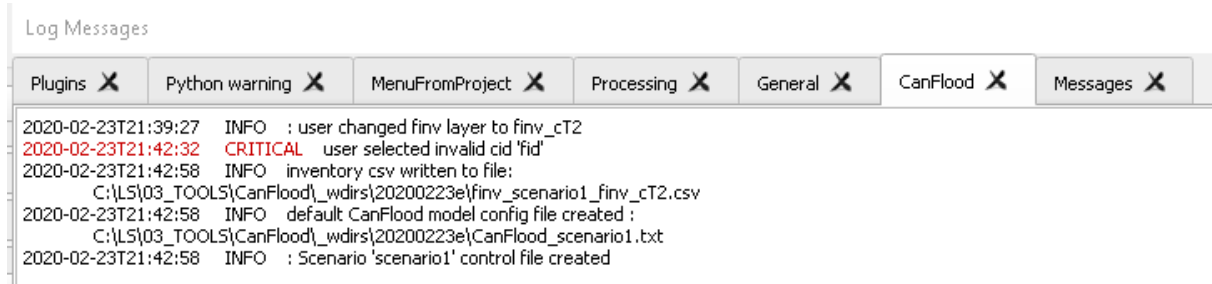 Log Messages
Plugins Python warning MenuFromProject Processing General CanFlood Messages
2020-02-23T21:39:27 INFO : user changed finv layer to finv_cT2
2020-02-23T21:42:32 CRITICAL user selected invalid cid 'fid'
2020-02-23T21:42:58 INFO inventory csv written to file:
C:\LS\03_TOOLS\CanFlood\_wdirs\20200223e\finv_scenario1_finv_cT2.csv
2020-02-23T21:42:58 INFO default CanFlood model config file created :
C:\LS\03_TOOLS\CanFlood\_wdirs\20200223e\CanFlood_scenario1.txt
2020-02-23T21:42:58 INFO : Scenario 'scenario1' control file created